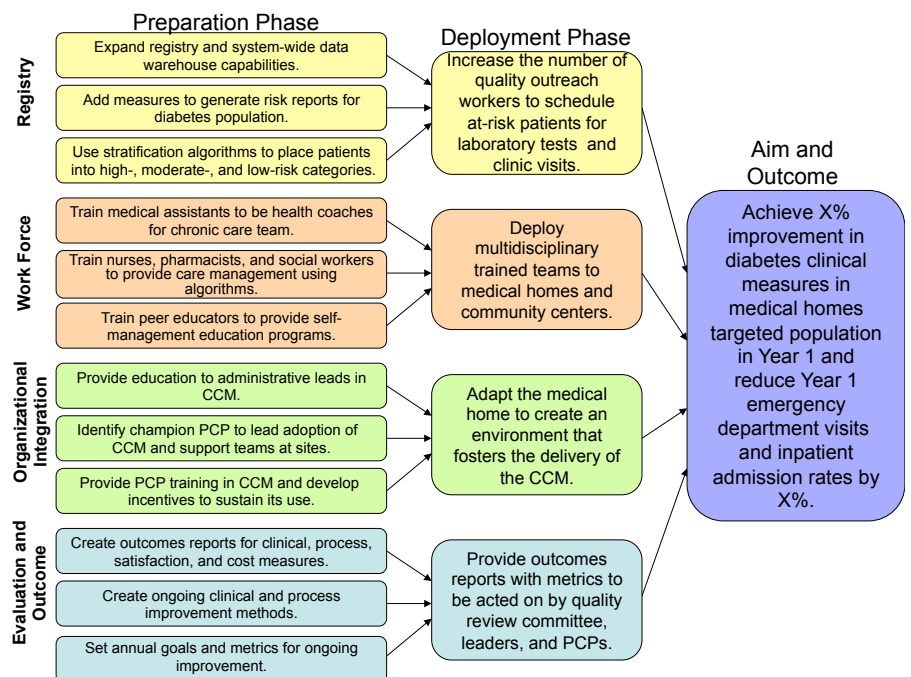 Preparation Phase
Registry
Expand registry and system-wide data
warehouse capabilities.
Add measures to generate risk reports for
diabetes population.
Use stratification algorithms to place patients
into high-, moderate-, and low-risk categories.
Work Force
Train medical assistants to be health coaches
for chronic care team.
Train nurses, pharmacists, and social workers
to provide care management using
algorithms.
Train peer educators to provide self-
management education programs.
Organizational
Integration
Provide education to administrative leads in
CCM.
Identify champion PCP to lead adoption of
CCM and support teams at sites.
Provide PCP training in CCM and develop
incentives to sustain its use.
Evaluation and
Outcome
Create outcomes reports for clinical, process,
satisfaction, and cost measures.
Create ongoing clinical and process
improvement methods.
Set annual goals and metrics for ongoing
improvement.
Deployment Phase
Increase the number of
quality outreach
workers to schedule
at-risk patients for
laboratory tests and
clinic visits.
Deploy
multidisciplinary
trained teams to
medical homes and
community centers.
Adapt the medical
home to create an
environment that
fosters the delivery
of the CCM.
Provide outcomes
reports with metrics to
be acted on by quality
review committee,
leaders, and PCPs.
Aim and
Outcome
Achieve X%
improvement in
diabetes clinical
measures in
medical homes
targeted population
in Year 1 and
reduce Year 1
emergency
department visits
and inpatient
admission rates by
X%.